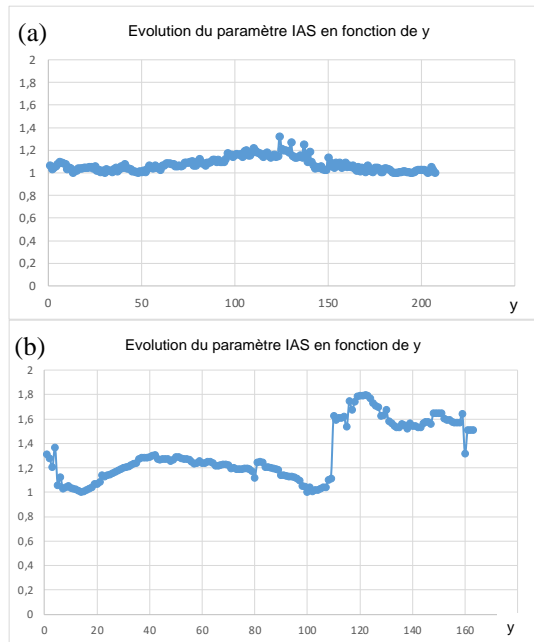 (a)
Evolution du paramètre IAS en fonction de y
2
1,8
1,6
1,4
1,2
1
0,8
0,6
0,4
0,2
0
0 50 100 150 200
y
(b)
Evolution du paramètre IAS en fonction de y
2
1,8
1,6
1,4
1,2
1
0,8
0,6
0,4
0,2
0
0 20 40 60 80 100 120 140 160
y